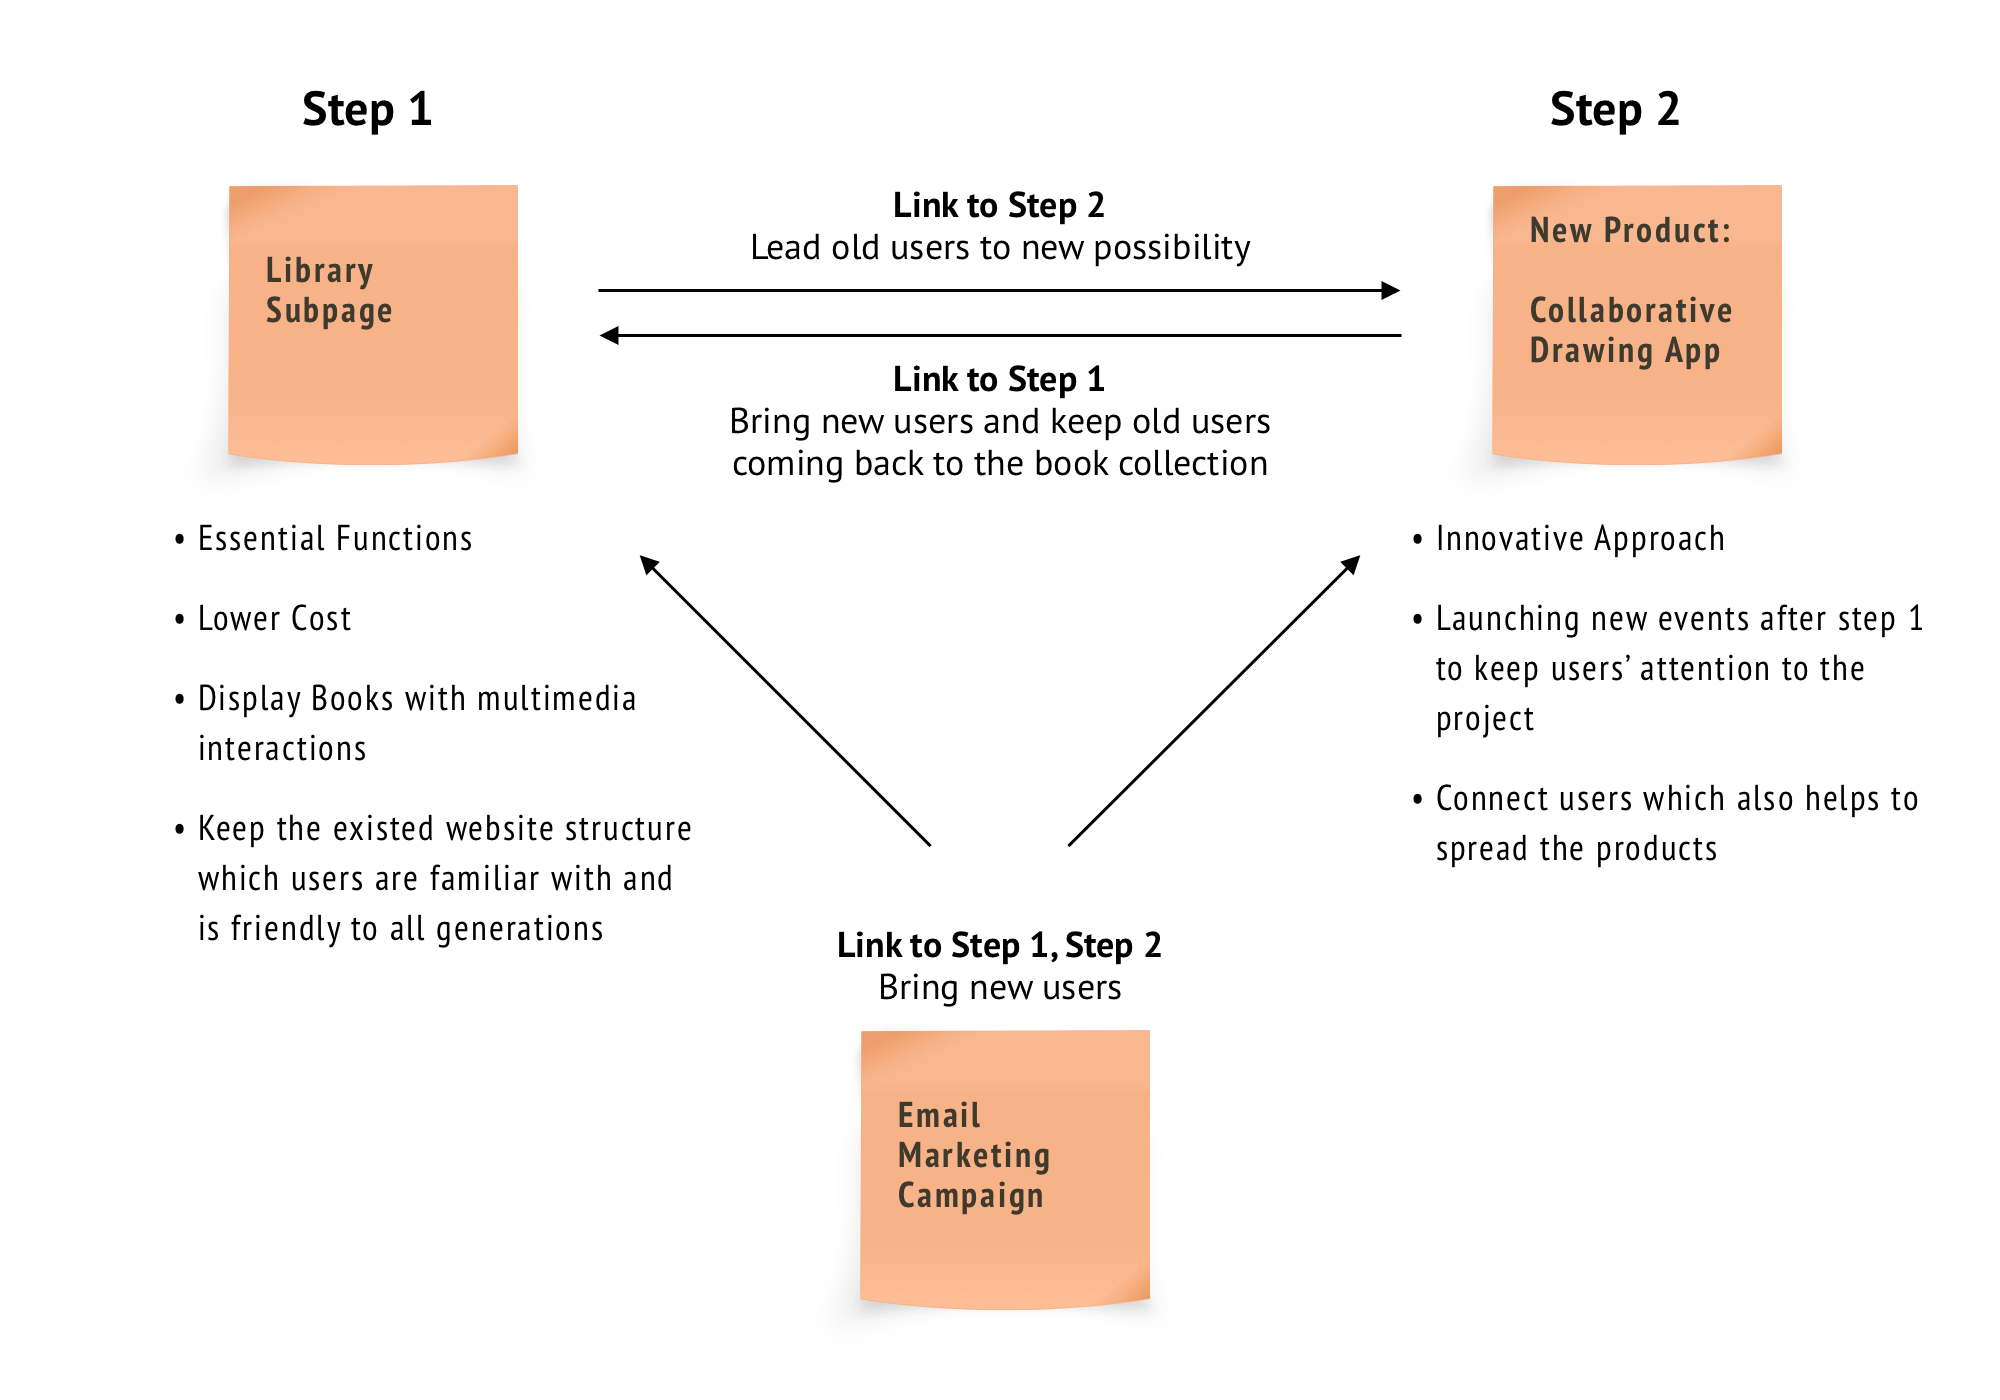 Step 1
Step 2
Library
Subpage
Link to Step 2
Lead old users to new possibility
Link to Step 1
Bring new users and keep old users
coming back to the book collection
New Product:
Collaborative
Drawing App
• Essential Functions
• Lower Cost
• Display Books with multimedia
interactions
• Keep the existed website structure
which users are familiar with and
is friendly to all generations
• Innovative Approach
• Launching new events after step 1
to keep users’ attention to the
project
• Connect users which also helps to
spread the products
Link to Step 1, Step 2
Bring new users
Email
Marketing
Campaign